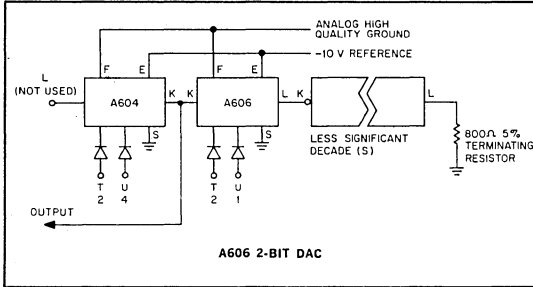 ANALOG HIGH
QUALITY GROUND
-10 V REFERENCE
F E F E
L
(NOT USED)
A604
K K
A606
L K
L
S S
LESS SIGNIFICANT
DECADE (S)
800Ω 5%
TERMINATING
RESISTOR
T U T U
2 4 2 1
OUTPUT
A606 2-BIT DAC